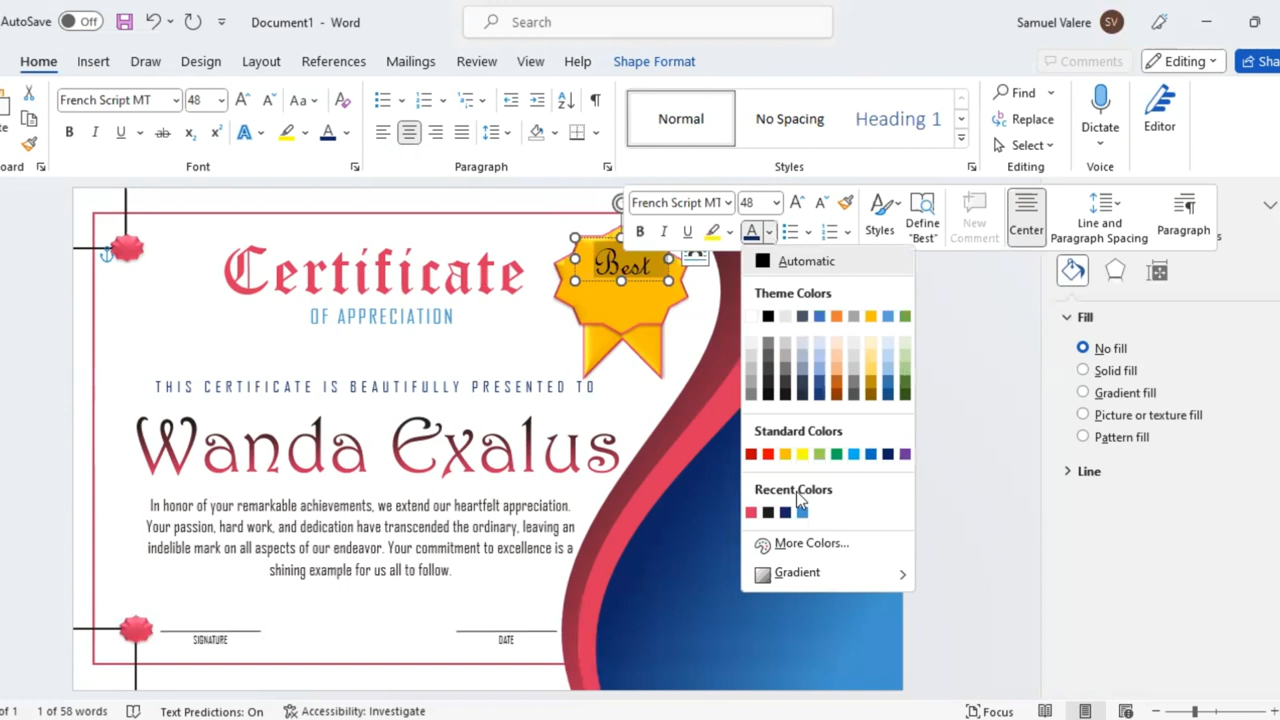 AutoSave Off Document1 - Word Search Samuel Valere SV
Home Insert Draw Design Layout References Mailings Review View Help Shape Format Comments Editing Sha
French Script MT 48 Aa Normal No Spacing Heading 1 Find Replace Select Dictate Editor
oard Font Paragraph Styles Editing Voice
French Script MT 48 Styles Define "Best" New Comment Center Line and Paragraph Spacing Paragraph
Certificate
OF APPRECIATION
Best
THIS CERTIFICATE IS BEAUTIFULLY PRESENTED TO
Wanda Exalus
In honor of your remarkable achievements, we extend our heartfelt appreciation.
Your passion, hard work, and dedication have transcended the ordinary, leaving an
indelible mark on all aspects of our endeavor. Your commitment to excellence is a
shining example for us all to follow.
SIGNATURE DATE
Automatic
Theme Colors
Standard Colors
Recent Colors
More Colors...
Gradient
Fill
No fill
Solid fill
Gradient fill
Picture or texture fill
Pattern fill
Line
of 1 1 of 58 words Text Predictions: On Accessibility: Investigate Focus